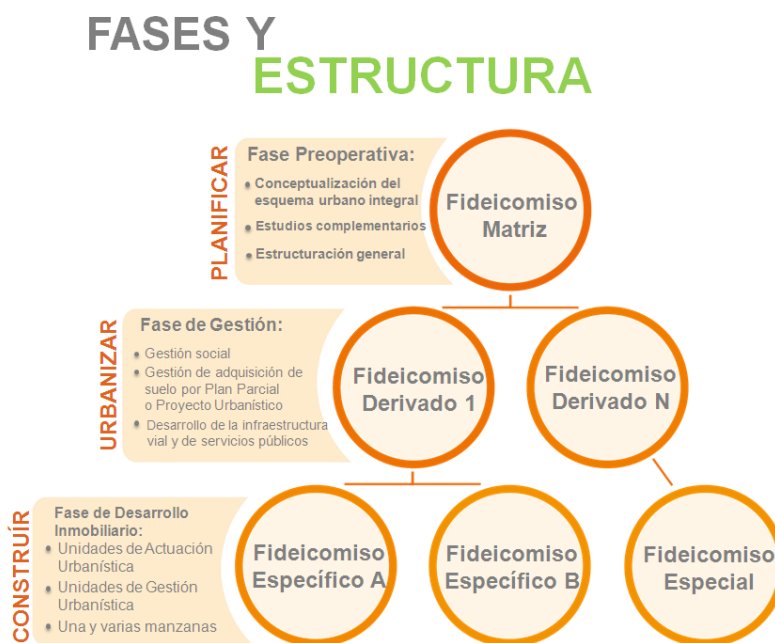 FASES Y
ESTRUCTURA
PLANIFICAR
Fase Preoperativa:
Conceptualización del
esquema urbano integral
Estudios complementarios
Estructuración general
Fideicomiso
Matriz
URBANIZAR
Fase de Gestión:
Gestión social
Gestión de adquisición de
suelo por Plan Parcial
o Proyecto Urbanístico
Desarrollo de la infraestructura
vial y de servicios públicos
Fideicomiso
Derivado 1
Fideicomiso
Derivado N
CONSTRUÍR
Fase de Desarrollo
Inmobiliario:
Unidades de Actuación
Urbanística
Unidades de Gestión
Urbanística
Una y varias manzanas
Fideicomiso
Específico A
Fideicomiso
Específico B
Fideicomiso
Especial